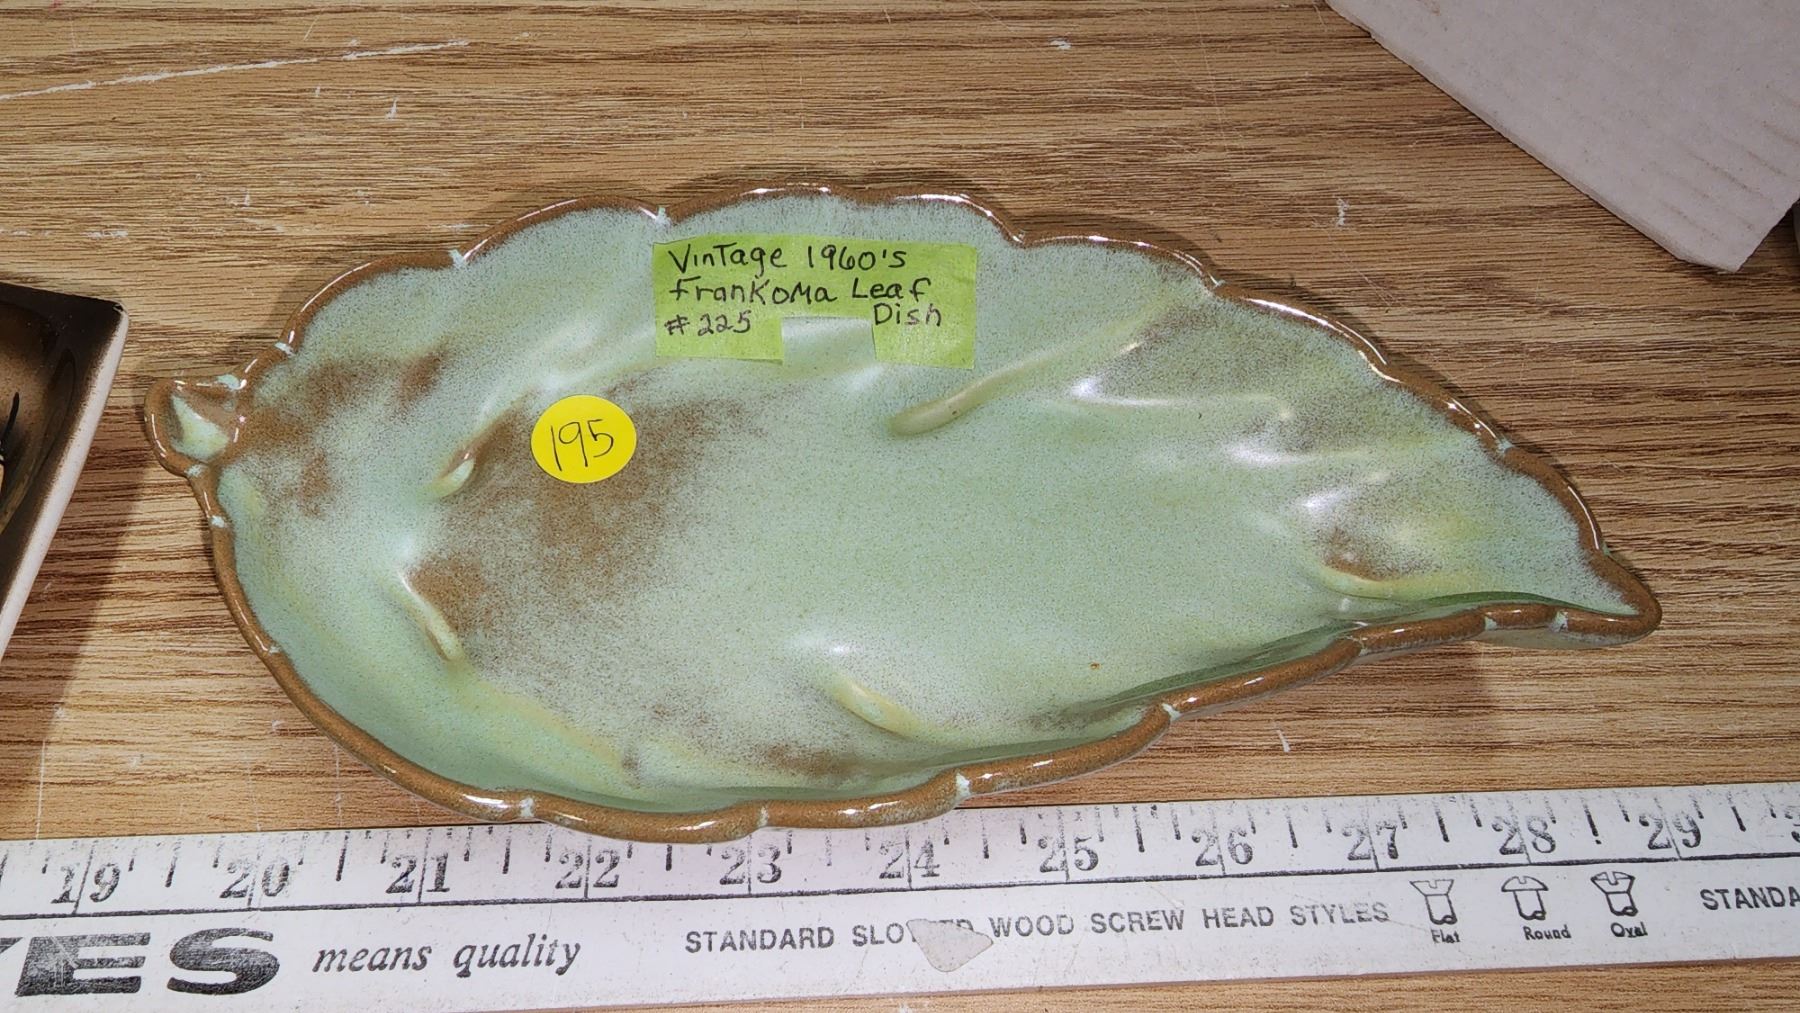 Vintage 1960's
Frankoma Leaf
#225 Dish
195
19 20 21 22 23 24 25 26 27 28 29
YES means quality
STANDARD WOOD SCREW HEAD STYLES
Flat Round Oval
STANDA